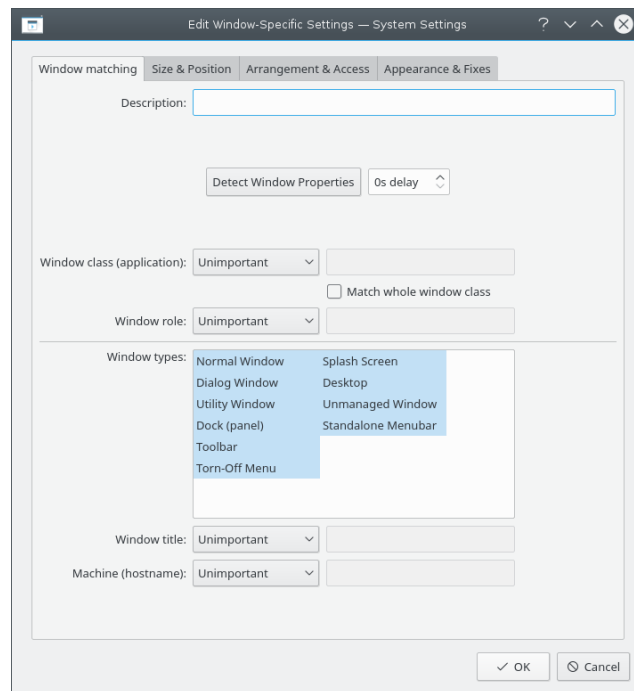 Edit Window-Specific Settings — System Settings
Window matching Size & Position Arrangement & Access Appearance & Fixes
Description:
Detect Window Properties 0s delay
Window class (application): Unimportant
Match whole window class
Window role: Unimportant
Window types: Normal Window Splash Screen
Dialog Window Desktop
Utility Window Unmanaged Window
Dock (panel) Standalone Menubar
Toolbar
Torn-Off Menu
Window title: Unimportant
Machine (hostname): Unimportant
OK Cancel